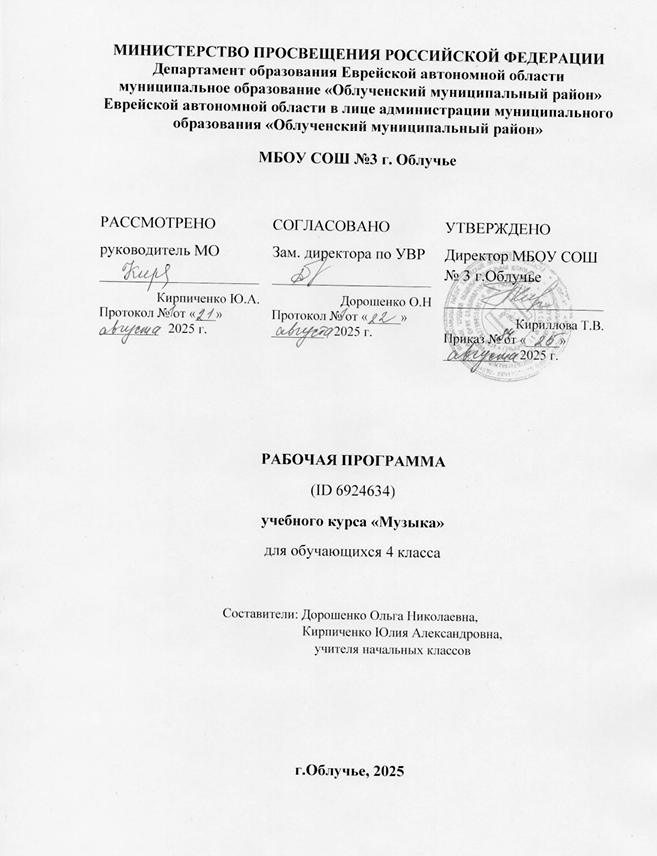 МИНИСТЕРСТВО ПРОСВЕЩЕНИЯ РОССИЙСКОЙ ФЕДЕРАЦИИ
Департамент образования Еврейской автономной области
муниципальное образование «Облученский муниципальный район»
Еврейской автономной области в лице администрации муниципального
образования «Облученский муниципальный район»
МБОУ СОШ №3 г. Облучье
РАССМОТРЕНО
руководитель МО
Кирпиченко Ю.А.
Протокол № от «21»
августа 2025 г.
СОГЛАСОВАНО
Зам. директора по УВР
Дорошенко О.Н
Протокол № от «22»
августа 2025 г.
УТВЕРЖДЕНО
Директор МБОУ СОШ
№ 3 г.Облучье
Кириллова Т.В.
Приказ № от «25»
августа 2025 г.
РАБОЧАЯ ПРОГРАММА
(ID 6924634)
учебного курса «Музыка»
для обучающихся 4 класса
Составители: Дорошенко Ольга Николаевна,
Кирпиченко Юлия Александровна,
учителя начальных классов
г.Облучье, 2025